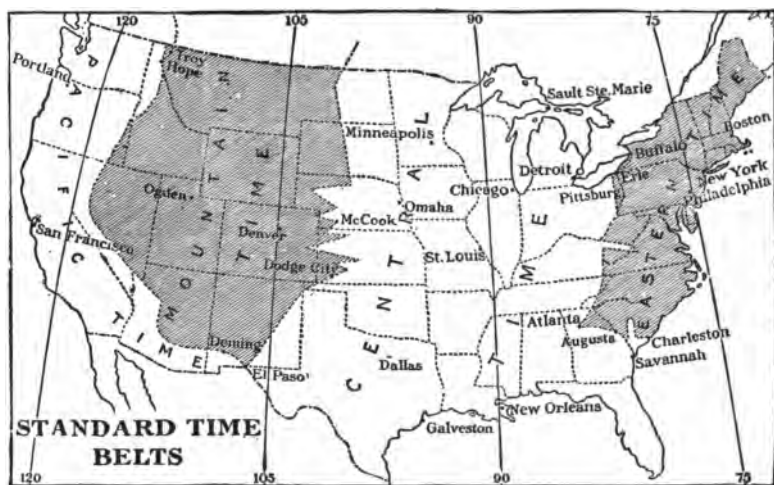 120
105
90
75
Troy
Hope
Portland
PACIFIC TIME
Sault Ste. Marie
MOUNTAIN TIME
CENTRAL TIME
EASTERN TIME
Minneapolis
Boston
Buffalo
Detroit
Erie
New York
Ogden
Chicago
Pittsburg
Philadelphia
Omaha
McCook
San Francisco
Denver
St. Louis
Dodge City
Atlanta
Deming
Augusta
Charleston
Savannah
El Paso
Dallas
New Orleans
Galveston
STANDARD TIME
BELTS
120
105
90
75